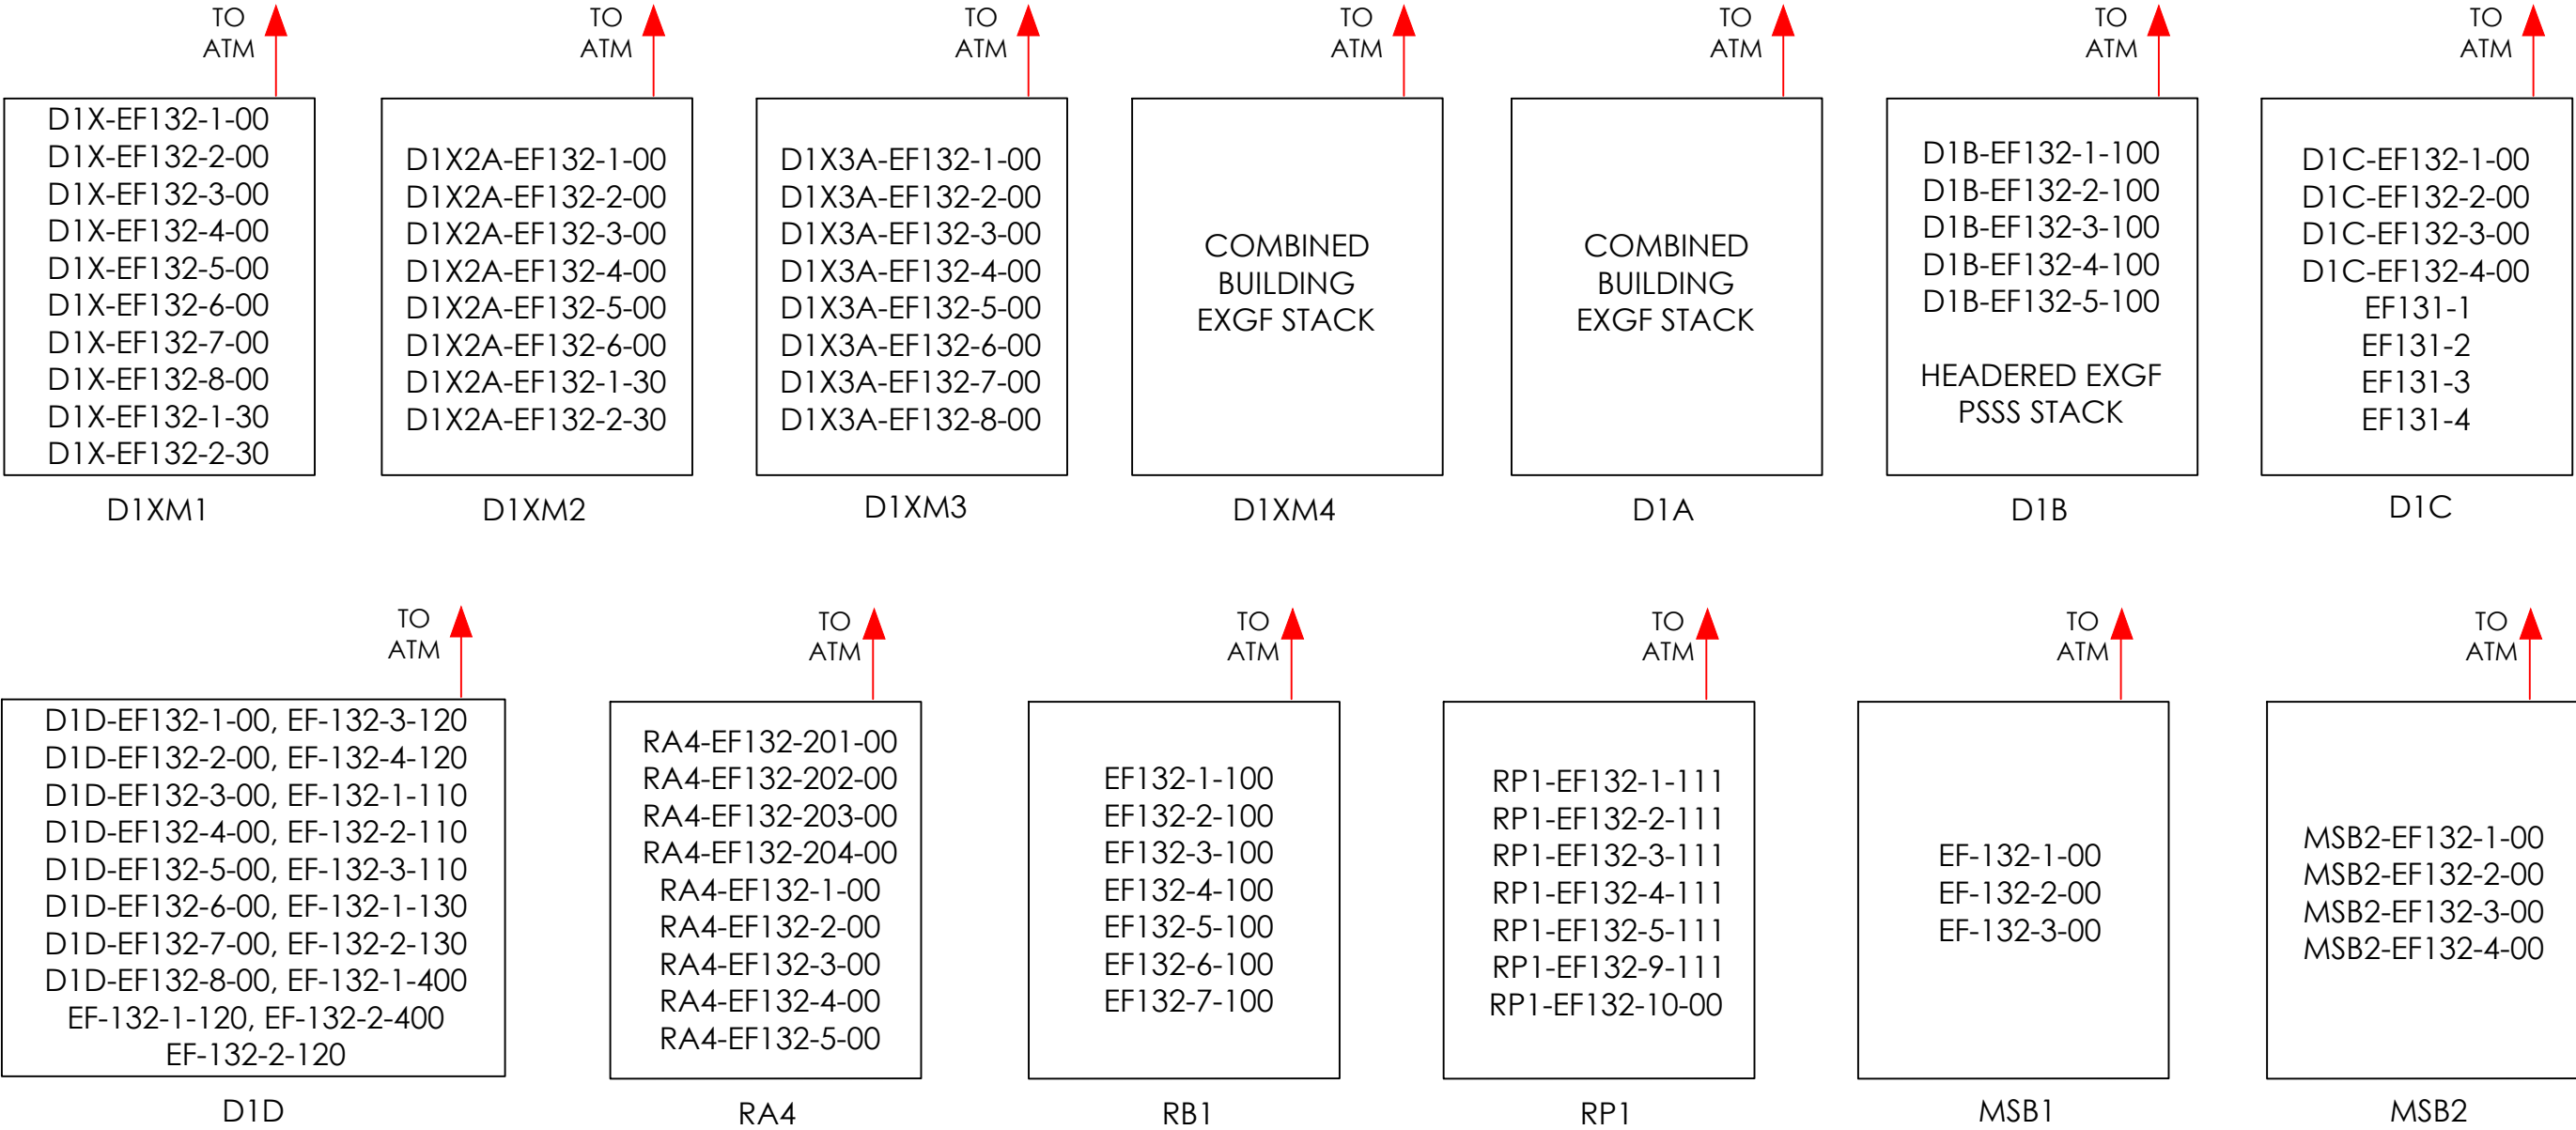 TO
ATM
D1X-EF132-1-00
D1X-EF132-2-00
D1X-EF132-3-00
D1X-EF132-4-00
D1X-EF132-5-00
D1X-EF132-6-00
D1X-EF132-7-00
D1X-EF132-8-00
D1X-EF132-1-30
D1X-EF132-2-30
D1XM1
TO
ATM
D1X2A-EF132-1-00
D1X2A-EF132-2-00
D1X2A-EF132-3-00
D1X2A-EF132-4-00
D1X2A-EF132-5-00
D1X2A-EF132-6-00
D1X2A-EF132-1-30
D1X2A-EF132-2-30
D1XM2
TO
ATM
D1X3A-EF132-1-00
D1X3A-EF132-2-00
D1X3A-EF132-3-00
D1X3A-EF132-4-00
D1X3A-EF132-5-00
D1X3A-EF132-6-00
D1X3A-EF132-7-00
D1X3A-EF132-8-00
D1XM3
TO
ATM
COMBINED
BUILDING
EXGF STACK
D1XM4
TO
ATM
COMBINED
BUILDING
EXGF STACK
D1A
TO
ATM
D1B-EF132-1-100
D1B-EF132-2-100
D1B-EF132-3-100
D1B-EF132-4-100
D1B-EF132-5-100
HEADERED EXGF
PSSS STACK
D1B
TO
ATM
D1C-EF132-1-00
D1C-EF132-2-00
D1C-EF132-3-00
D1C-EF132-4-00
EF131-1
EF131-2
EF131-3
EF131-4
D1C
TO
ATM
D1D-EF132-1-00, EF-132-3-120
D1D-EF132-2-00, EF-132-4-120
D1D-EF132-3-00, EF-132-1-110
D1D-EF132-4-00, EF-132-2-110
D1D-EF132-5-00, EF-132-3-110
D1D-EF132-6-00, EF-132-1-130
D1D-EF132-7-00, EF-132-2-130
D1D-EF132-8-00, EF-132-1-400
EF-132-1-120, EF-132-2-400
EF-132-2-120
D1D
TO
ATM
RA4-EF132-201-00
RA4-EF132-202-00
RA4-EF132-203-00
RA4-EF132-204-00
RA4-EF132-1-00
RA4-EF132-2-00
RA4-EF132-3-00
RA4-EF132-4-00
RA4-EF132-5-00
RA4
TO
ATM
EF132-1-100
EF132-2-100
EF132-3-100
EF132-4-100
EF132-5-100
EF132-6-100
EF132-7-100
RB1
TO
ATM
RP1-EF132-1-111
RP1-EF132-2-111
RP1-EF132-3-111
RP1-EF132-4-111
RP1-EF132-5-111
RP1-EF132-9-111
RP1-EF132-10-00
RP1
TO
ATM
EF-132-1-00
EF-132-2-00
EF-132-3-00
MSB1
TO
ATM
MSB2-EF132-1-00
MSB2-EF132-2-00
MSB2-EF132-3-00
MSB2-EF132-4-00
MSB2